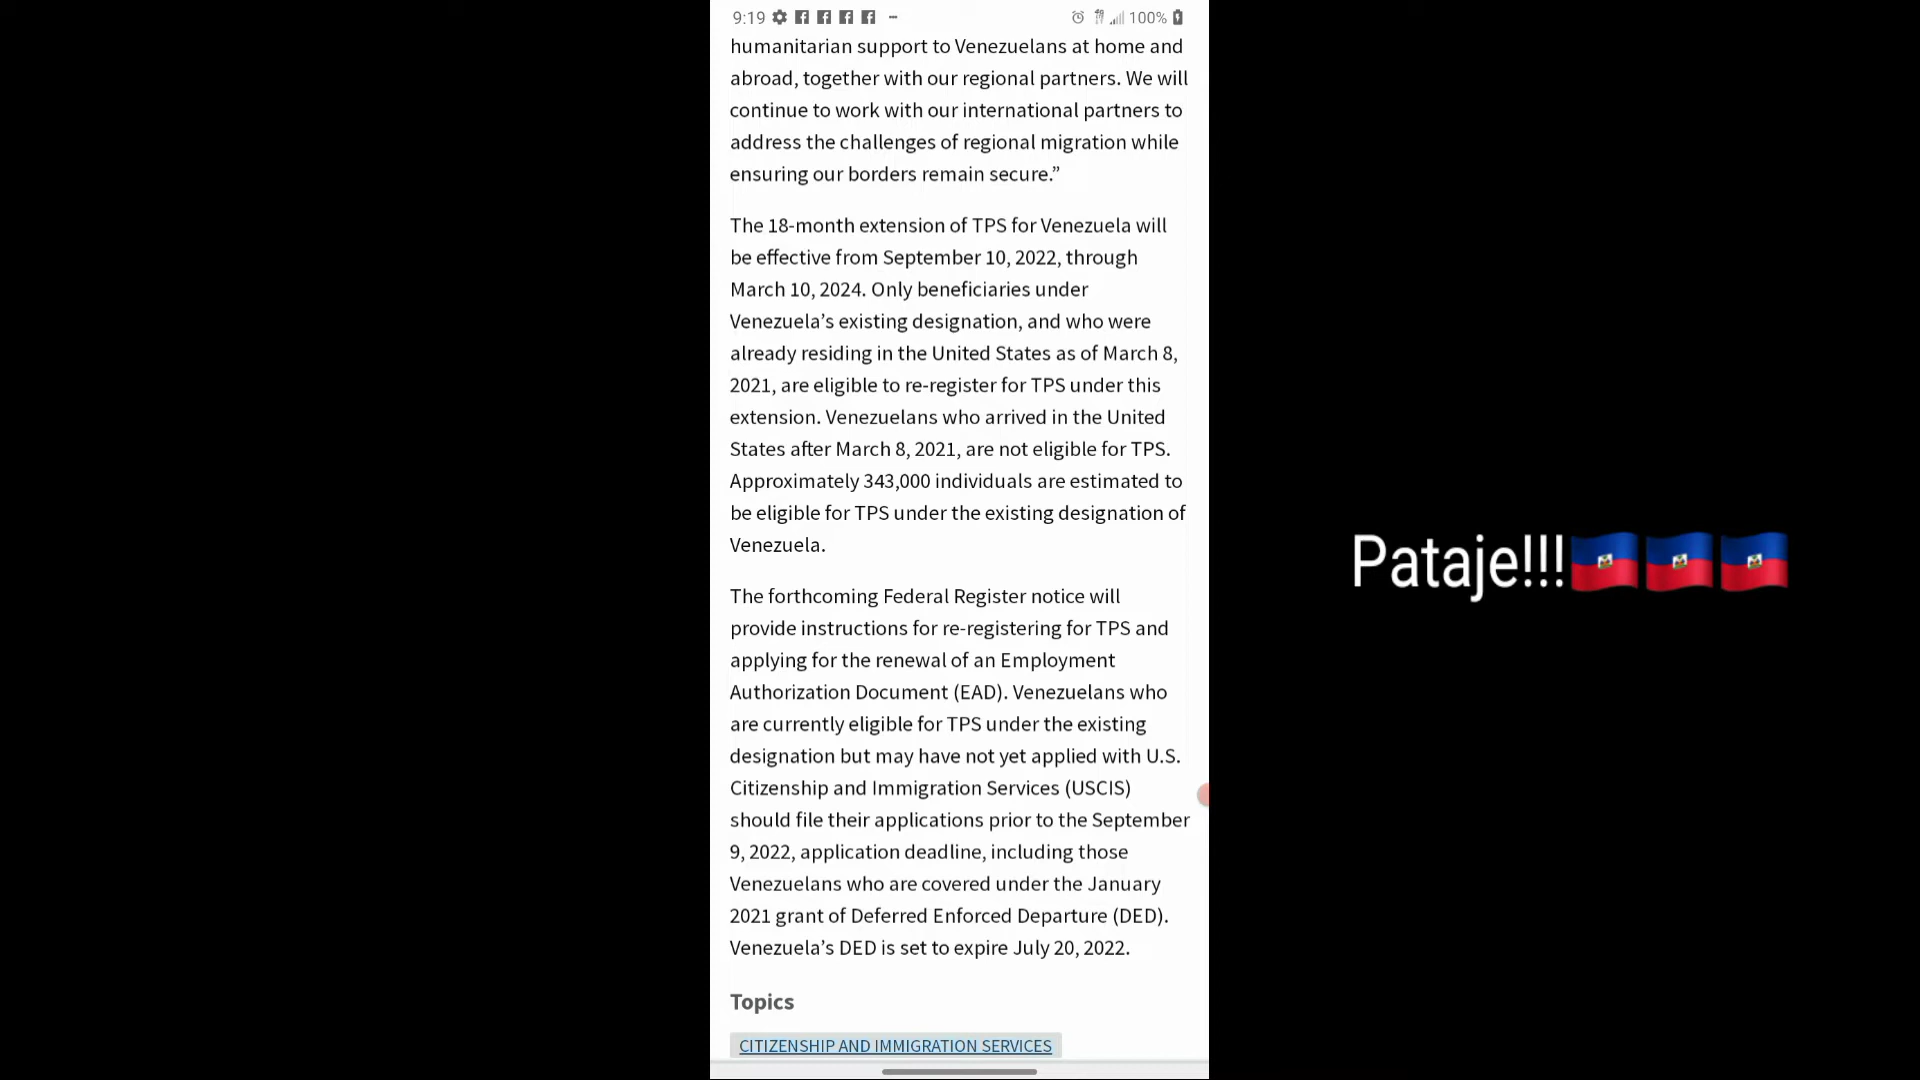 9:19
100%
humanitarian support to Venezuelans at home and
abroad, together with our regional partners. We will
continue to work with our international partners to
address the challenges of regional migration while
ensuring our borders remain secure.”
The 18-month extension of TPS for Venezuela will
be effective from September 10, 2022, through
March 10, 2024. Only beneficiaries under
Venezuela’s existing designation, and who were
already residing in the United States as of March 8,
2021, are eligible to re-register for TPS under this
extension. Venezuelans who arrived in the United
States after March 8, 2021, are not eligible for TPS.
Approximately 343,000 individuals are estimated to
be eligible for TPS under the existing designation of
Venezuela.
The forthcoming Federal Register notice will
provide instructions for re-registering for TPS and
applying for the renewal of an Employment
Authorization Document (EAD). Venezuelans who
are currently eligible for TPS under the existing
designation but may have not yet applied with U.S.
Citizenship and Immigration Services (USCIS)
should file their applications prior to the September
9, 2022, application deadline, including those
Venezuelans who are covered under the January
2021 grant of Deferred Enforced Departure (DED).
Venezuela’s DED is set to expire July 20, 2022.
Topics
CITIZENSHIP AND IMMIGRATION SERVICES
Pataje!!!🇭🇹🇭🇹🇭🇹